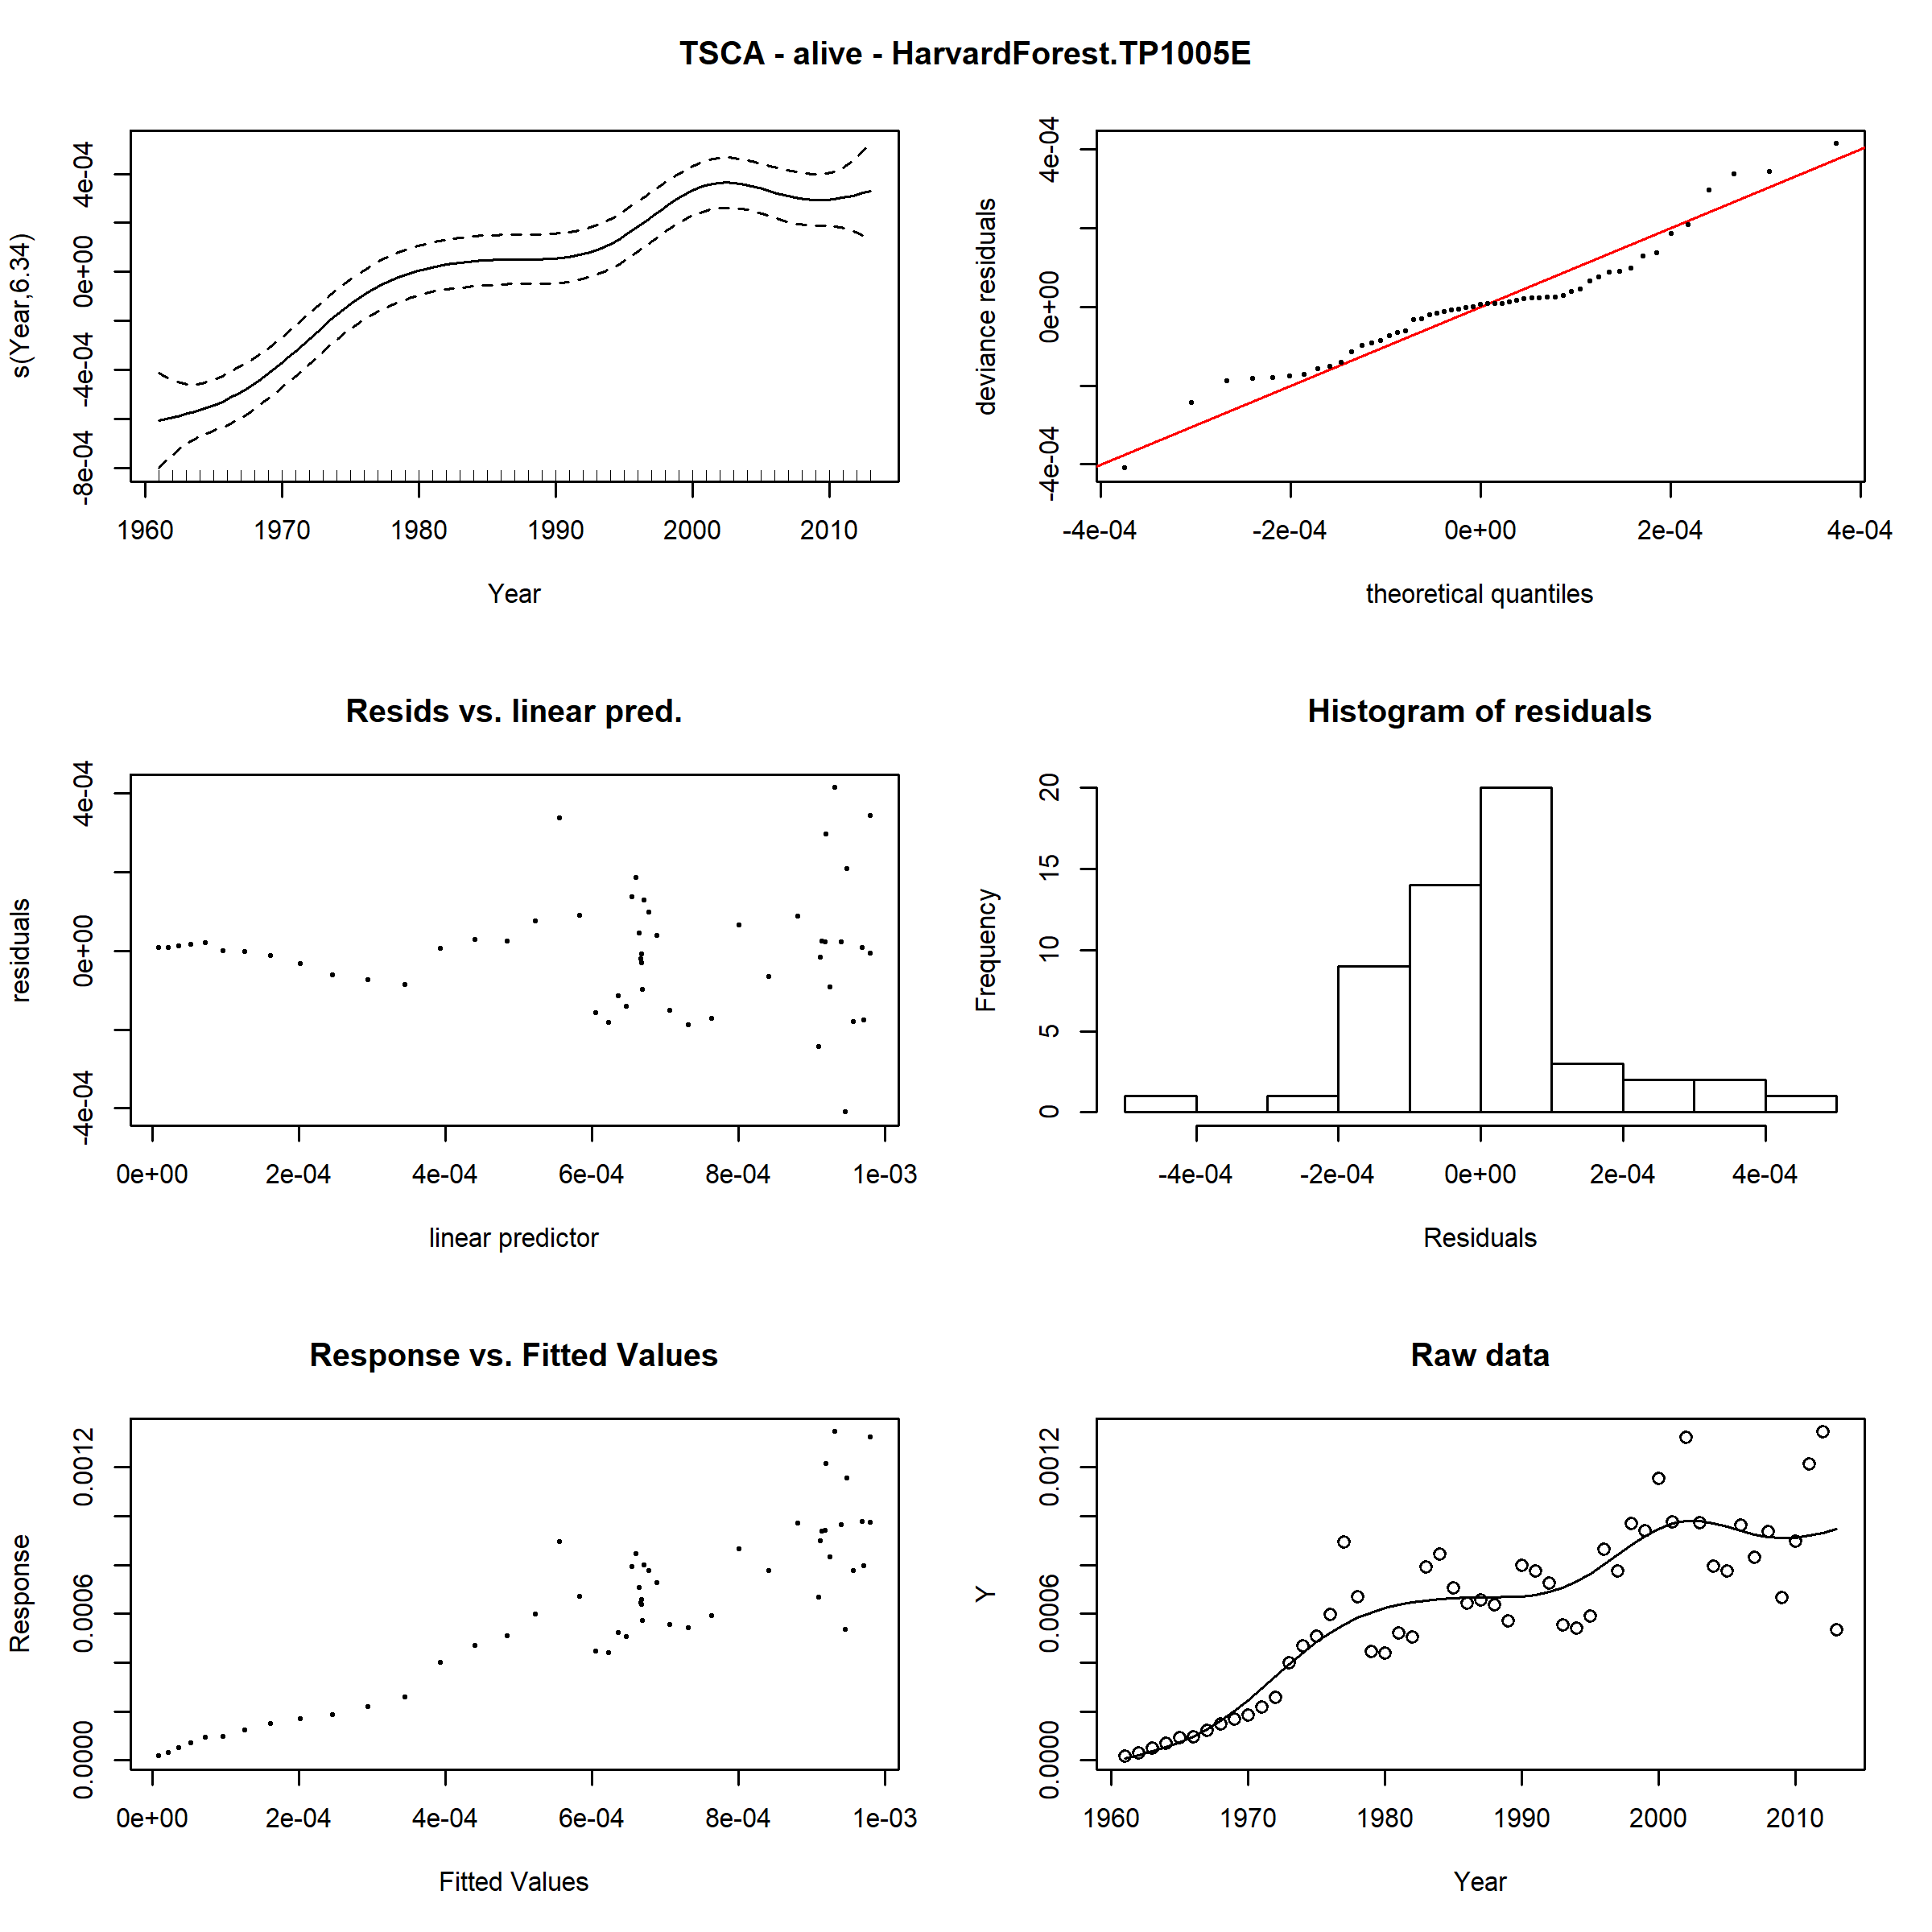 TSCA - alive - HarvardForest.TP1005E
s(Year,6.34)
-8e-04 -4e-04 0e+00 4e-04
1960 1970 1980 1990 2000 2010
Year
deviance residuals
-4e-04 0e+00 4e-04
-4e-04 -2e-04 0e+00 2e-04 4e-04
theoretical quantiles
Resids vs. linear pred.
residuals
-4e-04 0e+00 4e-04
0e+00 2e-04 4e-04 6e-04 8e-04 1e-03
linear predictor
Histogram of residuals
Frequency
0 5 10 15 20
-4e-04 -2e-04 0e+00 2e-04 4e-04
Residuals
Response vs. Fitted Values
Response
0.0000 0.0006 0.0012
0e+00 2e-04 4e-04 6e-04 8e-04 1e-03
Fitted Values
Raw data
Y
0.0000 0.0006 0.0012
1960 1970 1980 1990 2000 2010
Year